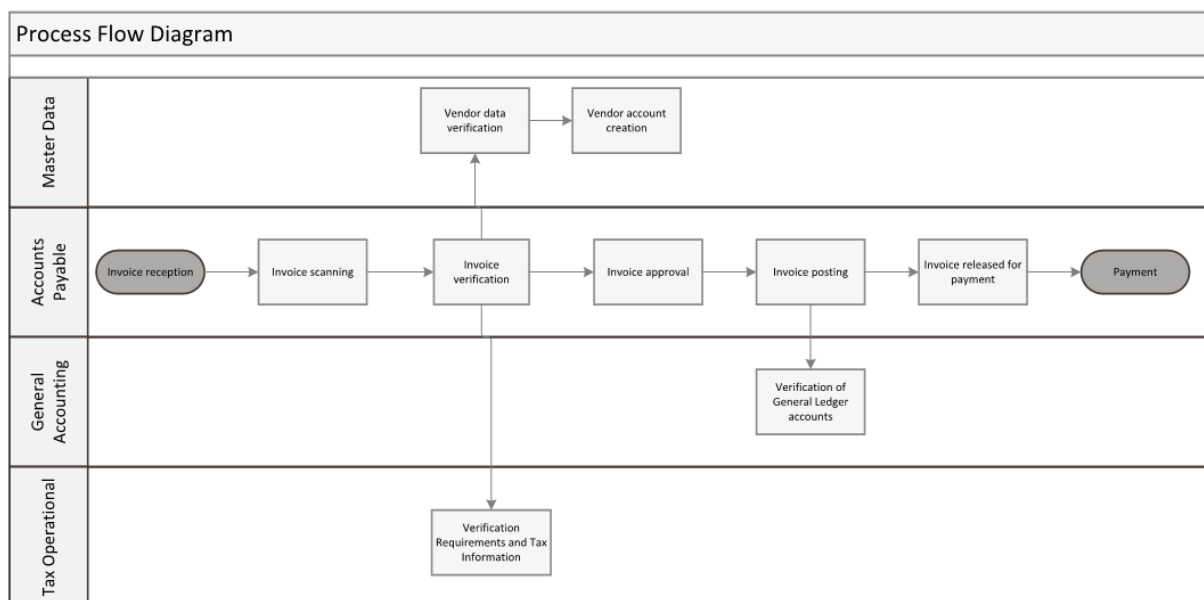 Process Flow Diagram
Master Data
Vendor data
verification
Vendor account
creation
Accounts
Payable
Invoice reception
Invoice scanning
Invoice
verification
Invoice approval
Invoice posting
Invoice released for
payment
Payment
General
Accounting
Verification of
General Ledger
accounts
Tax Operational
Verification
Requirements and Tax
Information